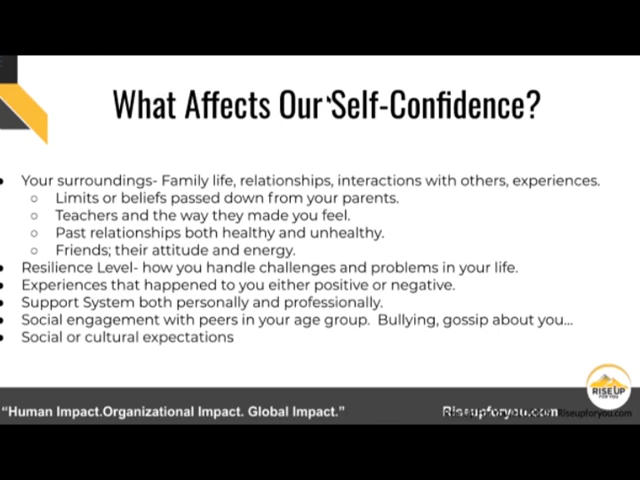 What Affects Our Self-Confidence?
• Your surroundings- Family life, relationships, interactions with others, experiences.
○ Limits or beliefs passed down from your parents.
○ Teachers and the way they made you feel.
○ Past relationships both healthy and unhealthy.
○ Friends; their attitude and energy.
• Resilience Level- how you handle challenges and problems in your life.
• Experiences that happened to you either positive or negative.
• Support System both personally and professionally.
• Social engagement with peers in your age group. Bullying, gossip about you...
• Social or cultural expectations
RISE UP
FOR YOU
“Human Impact.Organizational Impact. Global Impact.” Riseupforyou.com Riseupforyou.com